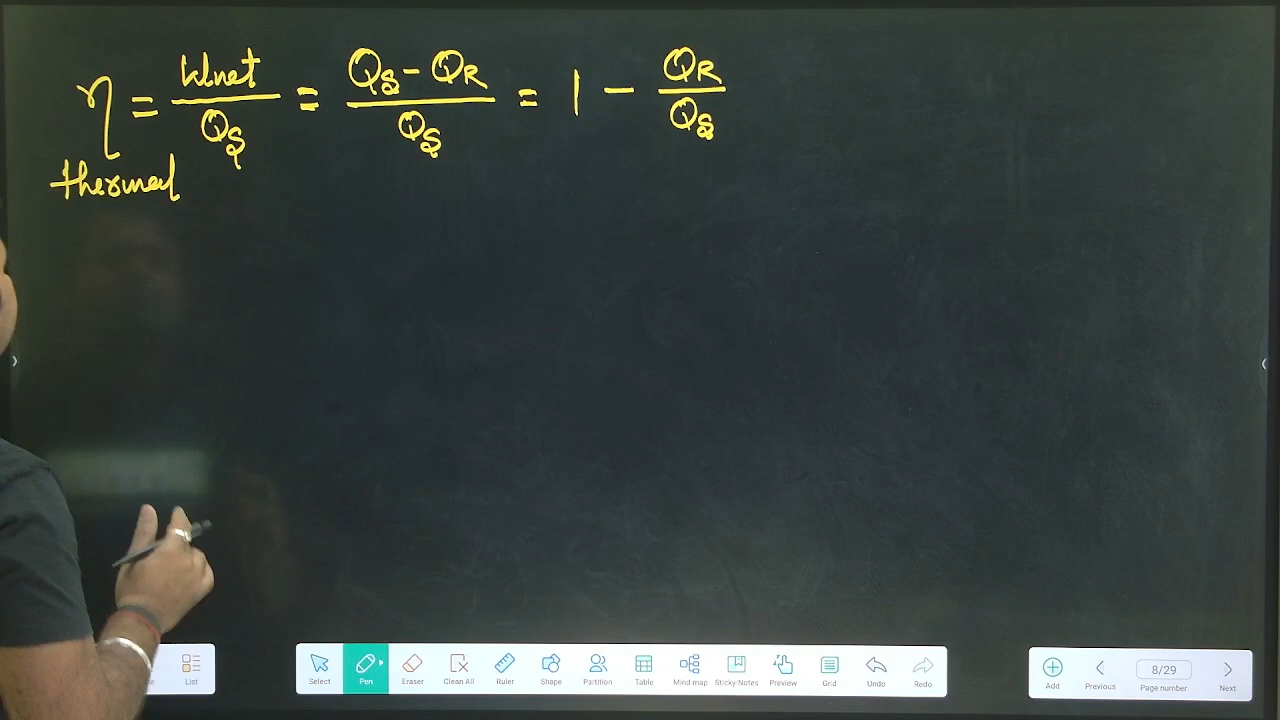 η = Wnet / QS = QS - QR / QS = 1 - QR / QS
thermal
List
Select Pen Eraser Clean All Ruler Shape Partition Table Mind map Sticky Notes Preview Grid Undo Redo
Add Previous 8/29 Page number Next